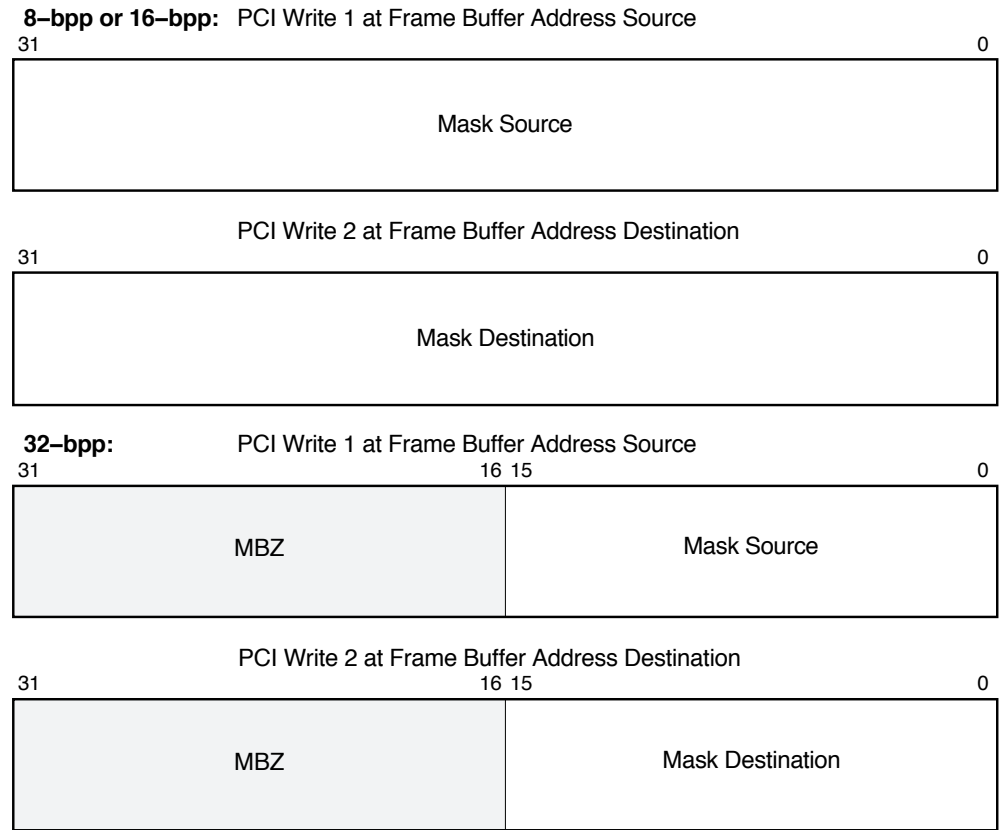 8–bpp or 16–bpp: PCI Write 1 at Frame Buffer Address Source
31 0
Mask Source
PCI Write 2 at Frame Buffer Address Destination
31 0
Mask Destination
32–bpp: PCI Write 1 at Frame Buffer Address Source
31 16 15 0
MBZ Mask Source
PCI Write 2 at Frame Buffer Address Destination
31 16 15 0
MBZ Mask Destination